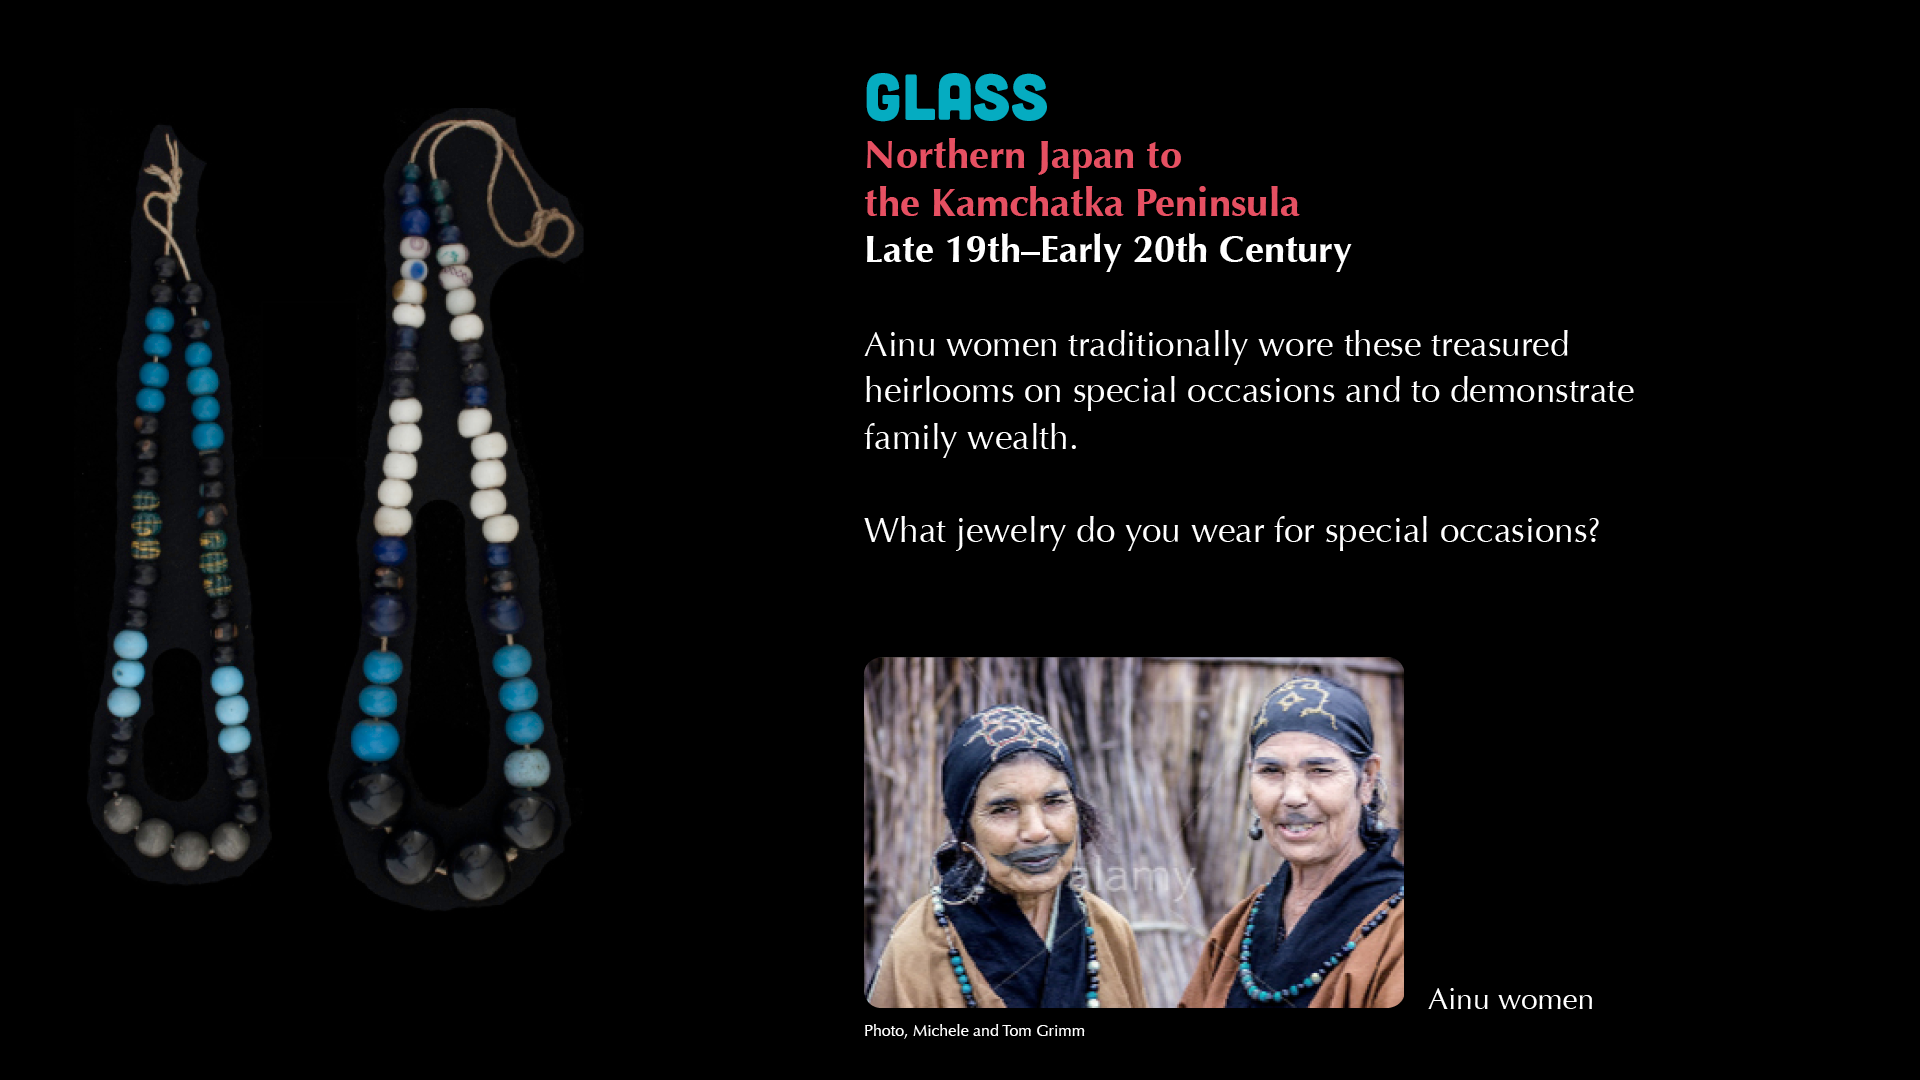 GLASS
Northern Japan to
the Kamchatka Peninsula
Late 19th–Early 20th Century
Ainu women traditionally wore these treasured
heirlooms on special occasions and to demonstrate
family wealth.
What jewelry do you wear for special occasions?
alamy
Ainu women
Photo, Michele and Tom Grimm